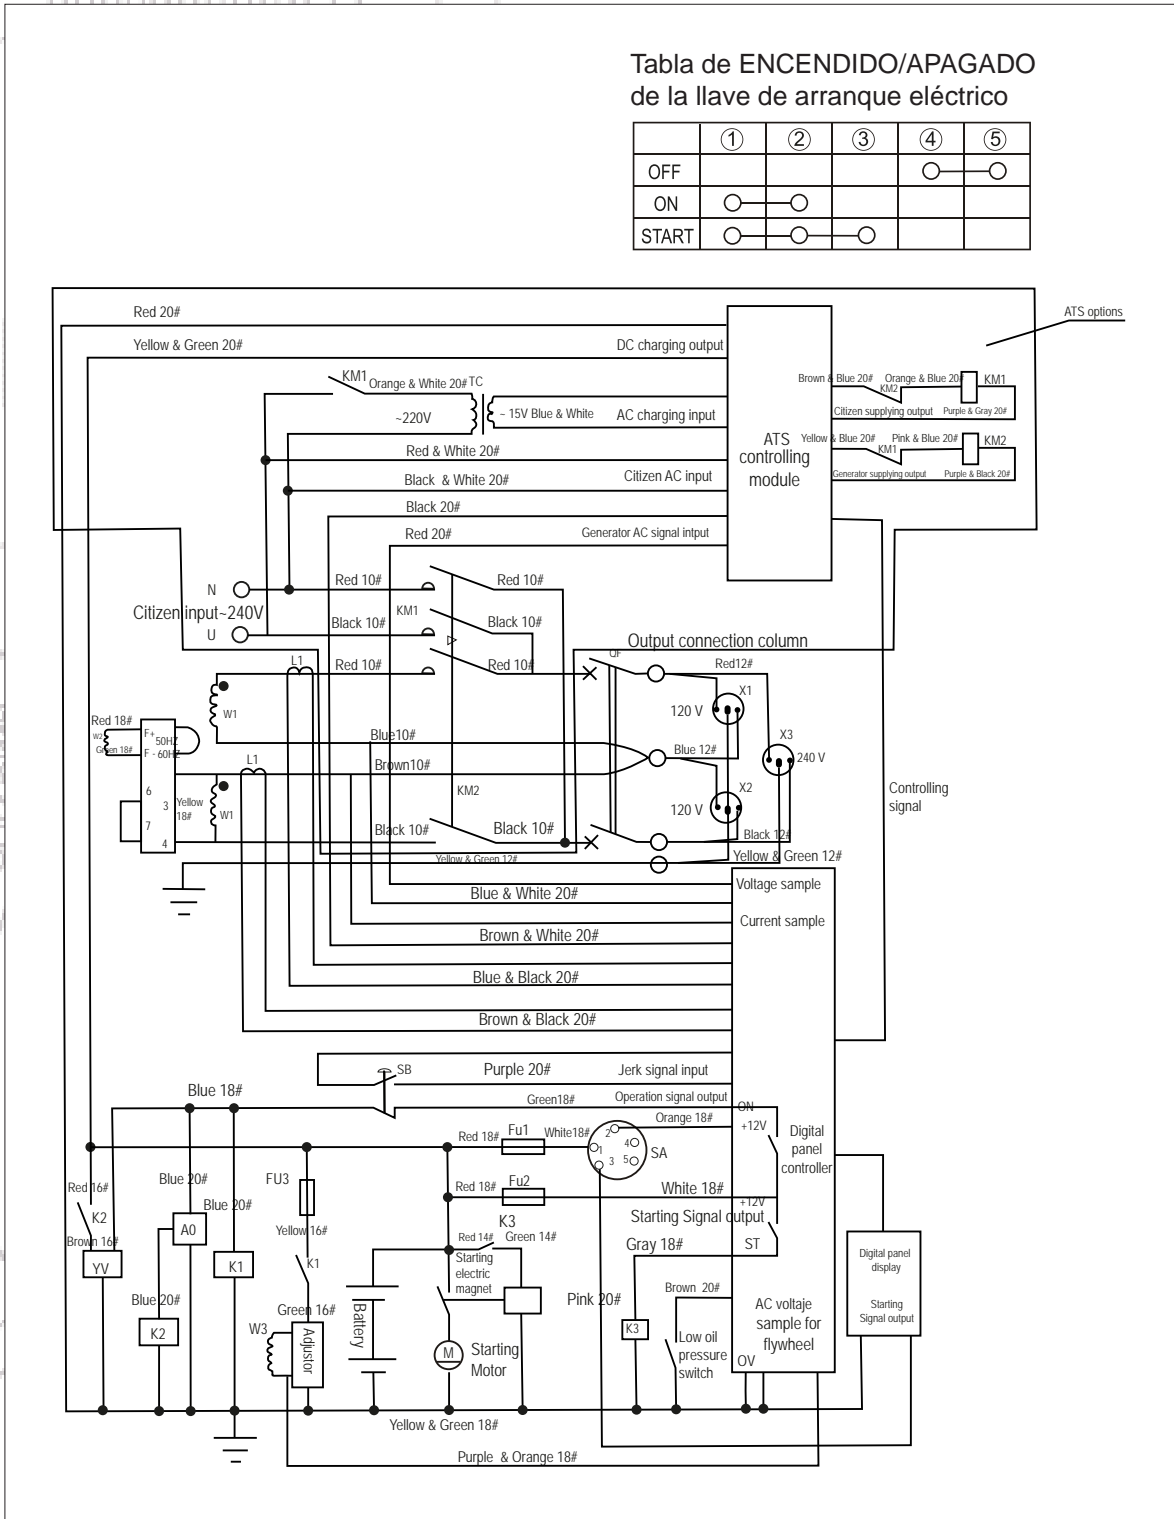 Tabla de ENCENDIDO/APAGADO
de la llave de arranque eléctrico
① ② ③ ④ ⑤
OFF
ON
START
Red 20#
ATS options
Yellow & Green 20#
DC charging output
KM1
Orange & White 20# TC
Brown & Blue 20#
Orange & Blue 20#
KM1
KM2
~220V
~ 15V Blue & White
AC charging input
Citizen supplying output
Purple & Gray 20#
ATS
controlling
module
Yellow & Blue 20#
Pink & Blue 20#
KM2
KM1
Red & White 20#
Generator supplying output
Purple & Black 20#
Black & White 20#
Citizen AC input
Black 20#
Red 20#
Generator AC signal intput
N
Red 10#
Red 10#
Citizen input~240V
KM1
U
Black 10#
Black 10#
Output connection column
QF
L1
Red 10#
Red 10#
Red12#
X1
W1
120 V
Red 18#
W2
Green 18#
F+
50HZ
F - 60HZ
Blue10#
Blue 12#
X3
240 V
L1
Brown10#
6
3
7
4
Yellow
18#
W1
KM2
X2
120 V
Controlling
signal
Black 10#
Black 10#
Black 12#
Yellow & Green 12#
Yellow & Green 12#
Voltage sample
Blue & White 20#
Current sample
Brown & White 20#
Blue & Black 20#
Brown & Black 20#
SB
Purple 20#
Jerk signal input
Blue 18#
Green18#
Operation signal output
ON
Orange 18#
+12V
Red 18#
Fu1
White18#
1
2
3
4
5
SA
Digital
panel
controller
Red 16#
Blue 20#
FU3
Red 18#
Fu2
White 18#
+12V
K2
Blue 20#
K3
Starting Signal output
Brown 16#
A0
Yellow 16#
Red 14#
Green 14#
Gray 18#
ST
YV
K1
K1
Starting
electric
magnet
Digital panel
display
Starting
Signal output
Blue 20#
Green 16#
Battery
Pink 20#
Brown 20#
AC voltaje
sample for
flywheel
K2
W3
Adjustor
M
Starting
Motor
K3
Low oil
pressure
switch
OV
Yellow & Green 18#
Purple & Orange 18#